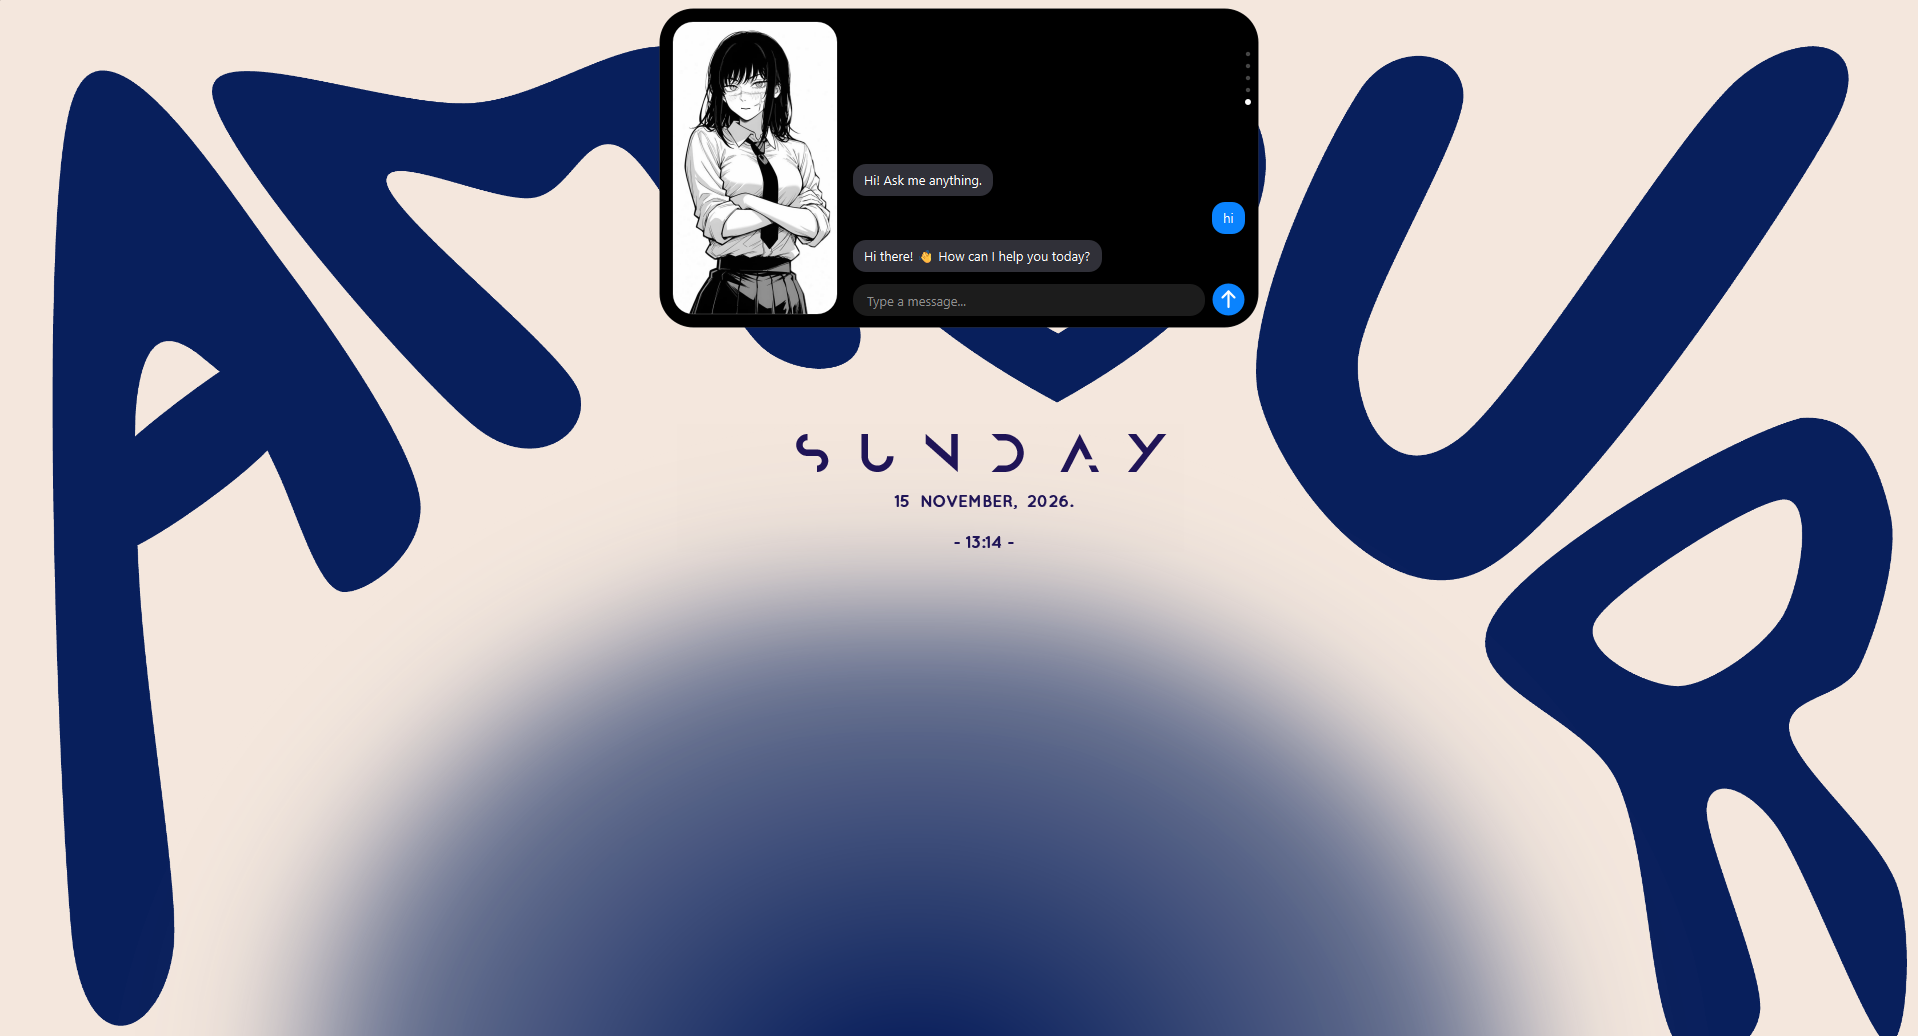 Hi! Ask me anything.
hi
Hi there! 👋 How can I help you today?
Type a message...
SUNDAY
15 NOVEMBER, 2026.
- 13:14 -